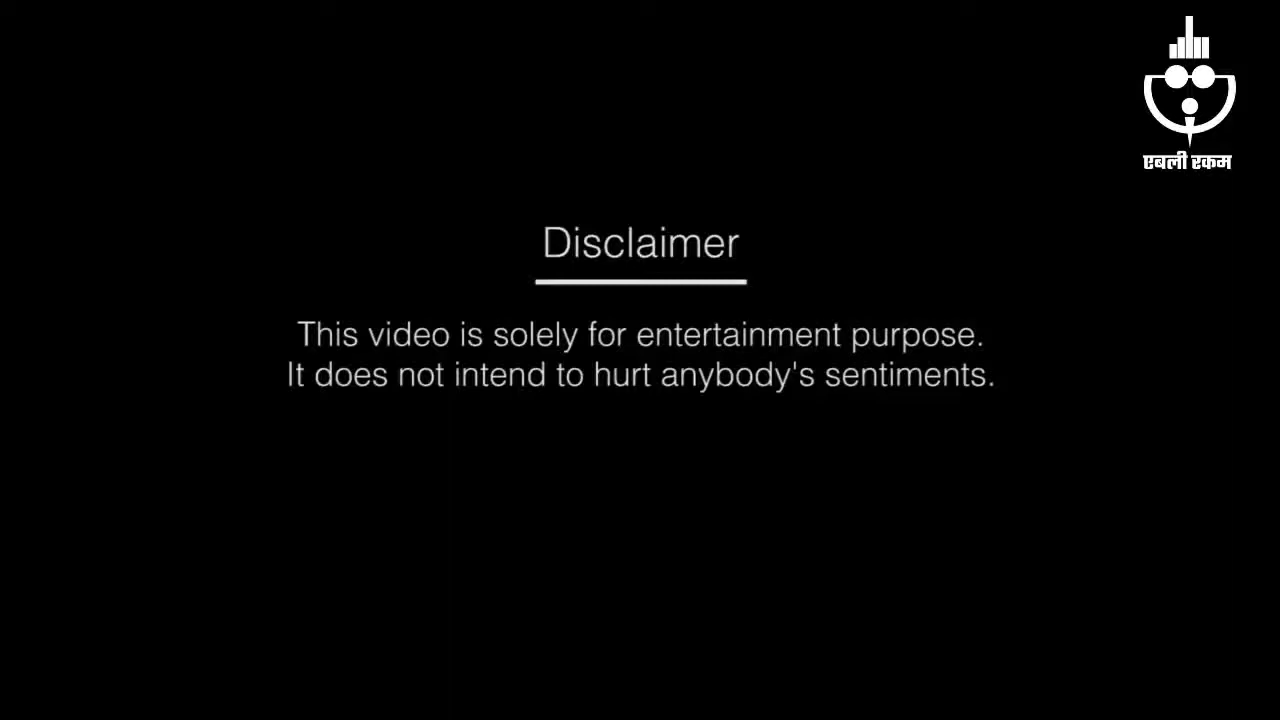 एबली रकम
Disclaimer
This video is solely for entertainment purpose.
It does not intend to hurt anybody's sentiments.